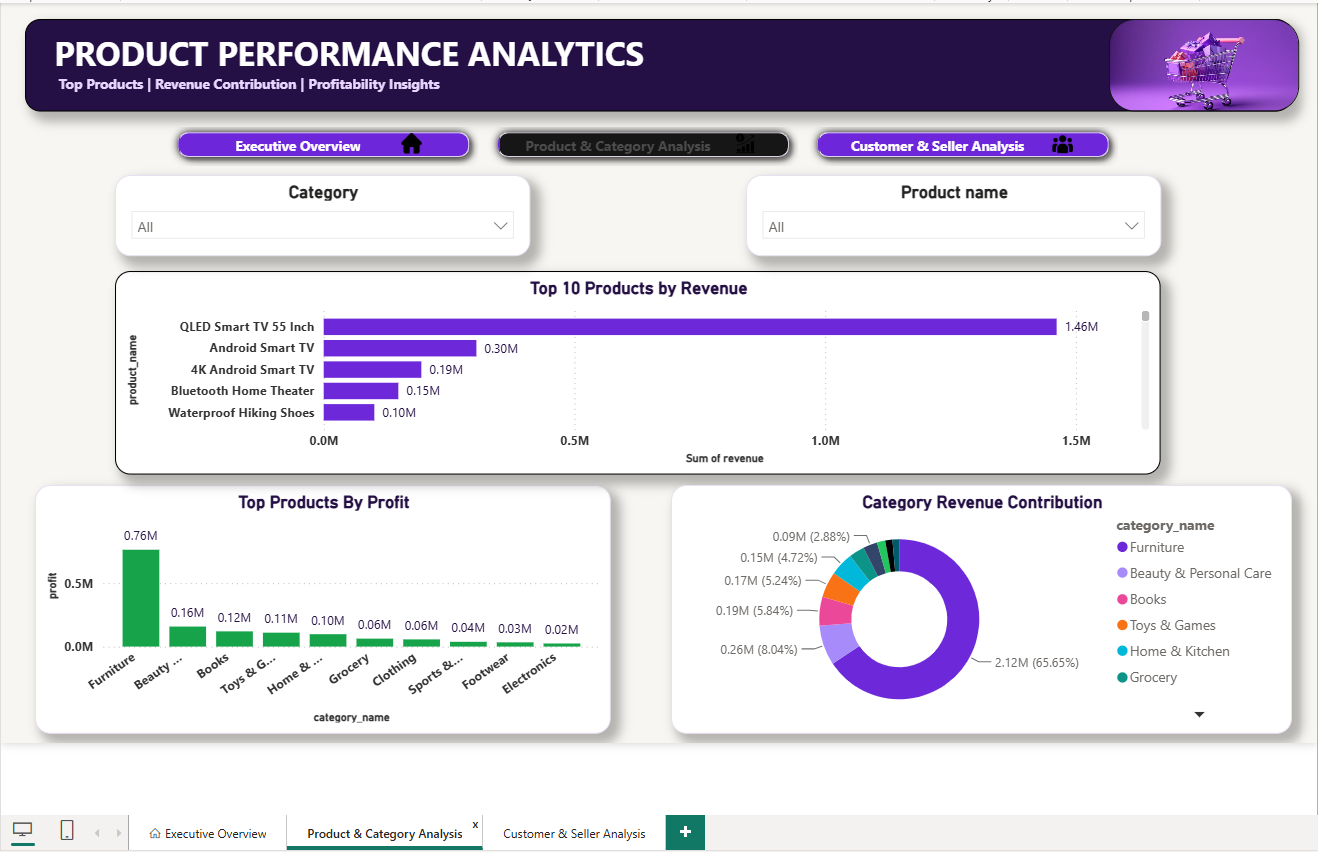 PRODUCT PERFORMANCE ANALYTICS
Top Products | Revenue Contribution | Profitability Insights
Executive Overview
Product & Category Analysis
Customer & Seller Analysis
Category
All
Product name
All
Top 10 Products by Revenue
product_name
QLED Smart TV 55 Inch
1.46M
Android Smart TV
0.30M
4K Android Smart TV
0.19M
Bluetooth Home Theater
0.15M
Waterproof Hiking Shoes
0.10M
0.0M
0.5M
1.0M
1.5M
Sum of revenue
Top Products By Profit
profit
0.5M
0.0M
0.76M
0.16M
0.12M
0.11M
0.10M
0.06M
0.06M
0.04M
0.03M
0.02M
Furniture
Beauty ...
Books
Toys & G...
Home & ...
Grocery
Clothing
Sports &...
Footwear
Electronics
category_name
Category Revenue Contribution
0.09M (2.88%)
0.15M (4.72%)
0.17M (5.24%)
0.19M (5.84%)
0.26M (8.04%)
2.12M (65.65%)
category_name
Furniture
Beauty & Personal Care
Books
Toys & Games
Home & Kitchen
Grocery
Executive Overview
Product & Category Analysis
x
Customer & Seller Analysis
+